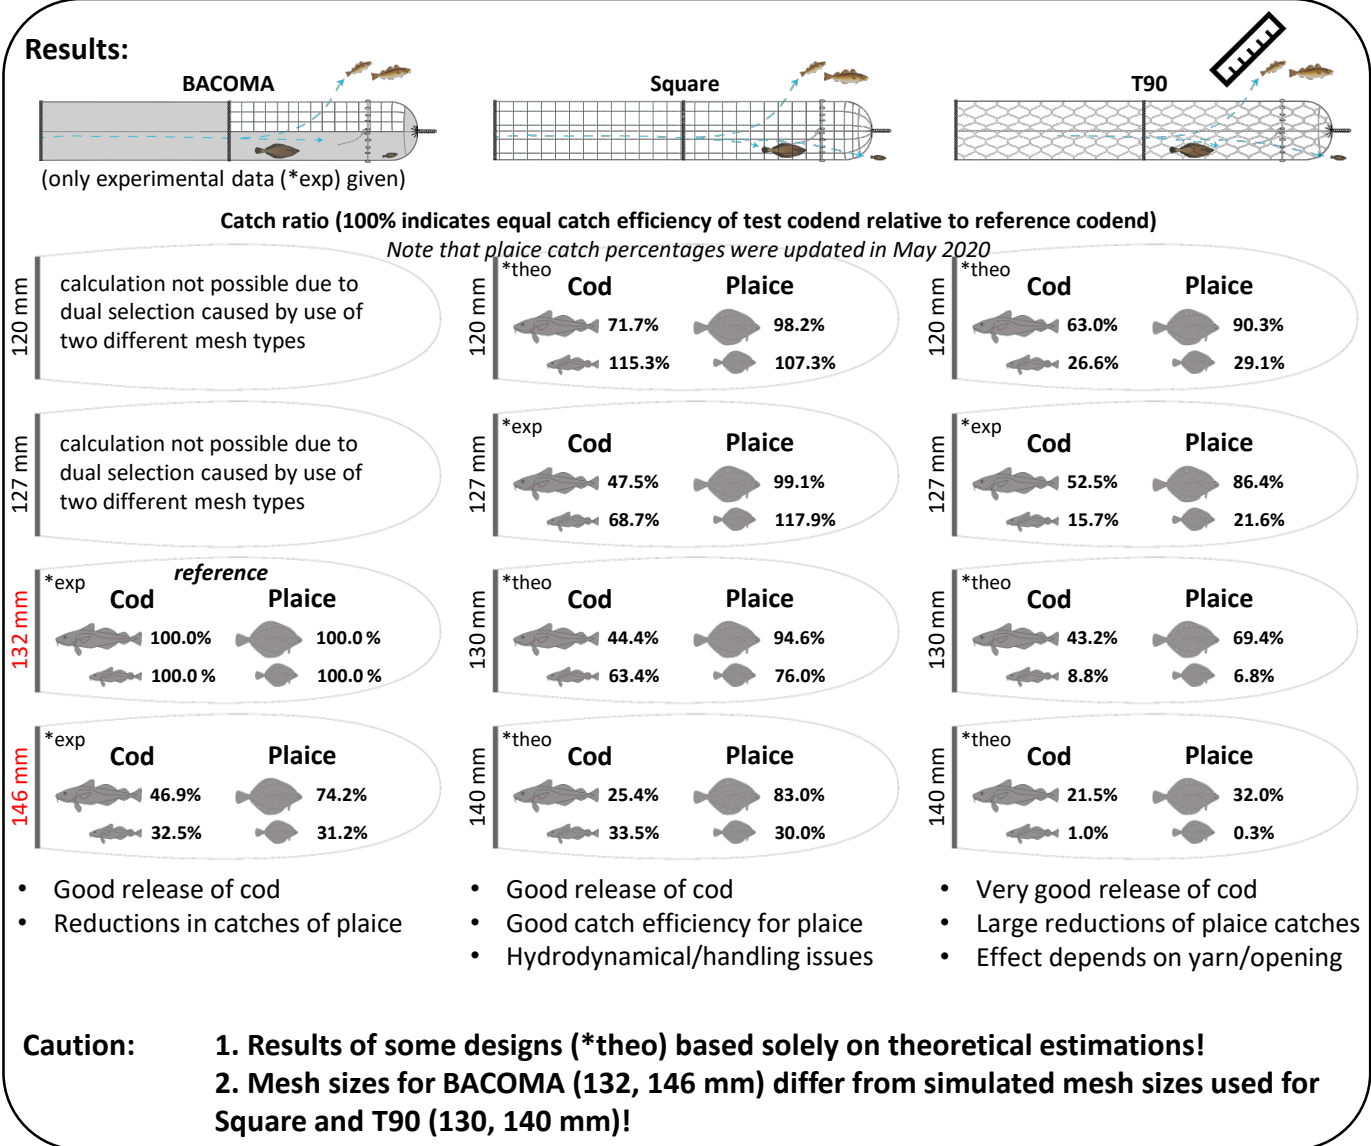 Results:
BACOMA
Square
T90
(only experimental data (*exp) given)
Catch ratio (100% indicates equal catch efficiency of test codend relative to reference codend)
Note that plaice catch percentages were updated in May 2020
120 mm
calculation not possible due to
dual selection caused by use of
two different mesh types
120 mm
*theo
Cod Plaice
71.7% 98.2%
115.3% 107.3%
120 mm
*theo
Cod Plaice
63.0% 90.3%
26.6% 29.1%
127 mm
calculation not possible due to
dual selection caused by use of
two different mesh types
127 mm
*exp
Cod Plaice
47.5% 99.1%
68.7% 117.9%
127 mm
*exp
Cod Plaice
52.5% 86.4%
15.7% 21.6%
132 mm
*exp
reference
Cod Plaice
100.0% 100.0 %
100.0 % 100.0 %
130 mm
*theo
Cod Plaice
44.4% 94.6%
63.4% 76.0%
130 mm
*theo
Cod Plaice
43.2% 69.4%
8.8% 6.8%
146 mm
*exp
Cod Plaice
46.9% 74.2%
32.5% 31.2%
140 mm
*theo
Cod Plaice
25.4% 83.0%
33.5% 30.0%
140 mm
*theo
Cod Plaice
21.5% 32.0%
1.0% 0.3%
• Good release of cod
• Reductions in catches of plaice
• Good release of cod
• Good catch efficiency for plaice
• Hydrodynamical/handling issues
• Very good release of cod
• Large reductions of plaice catches
• Effect depends on yarn/opening
Caution: 1. Results of some designs (*theo) based solely on theoretical estimations!
2. Mesh sizes for BACOMA (132, 146 mm) differ from simulated mesh sizes used for
Square and T90 (130, 140 mm)!